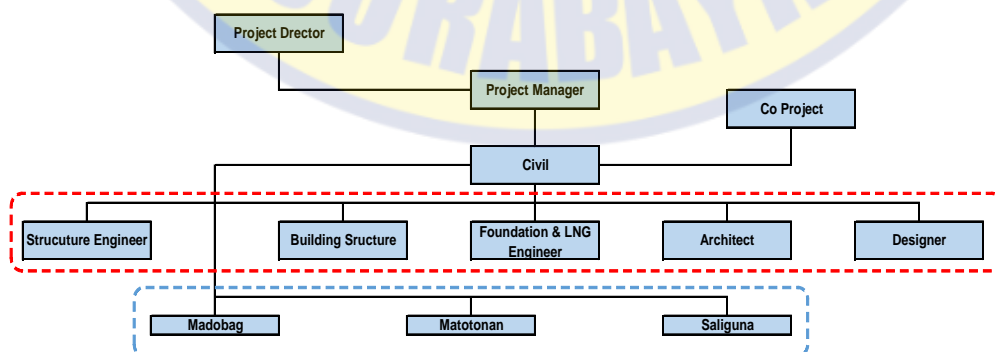 SURABAYA
Project Drector
Project Manager
Co Project
Civil
Strucuture Engineer
Building Sructure
Foundation & LNG
Engineer
Architect
Designer
Madobag
Matotonan
Saliguna